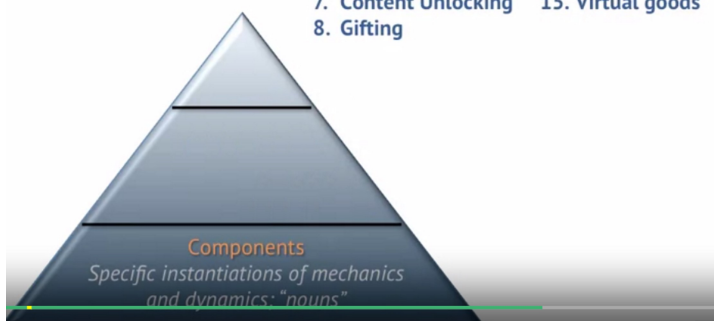 7. Content Unlocking 15. Virtual goods
8. Gifting
Components
Specific instantiations of mechanics
and dynamics; "nouns"